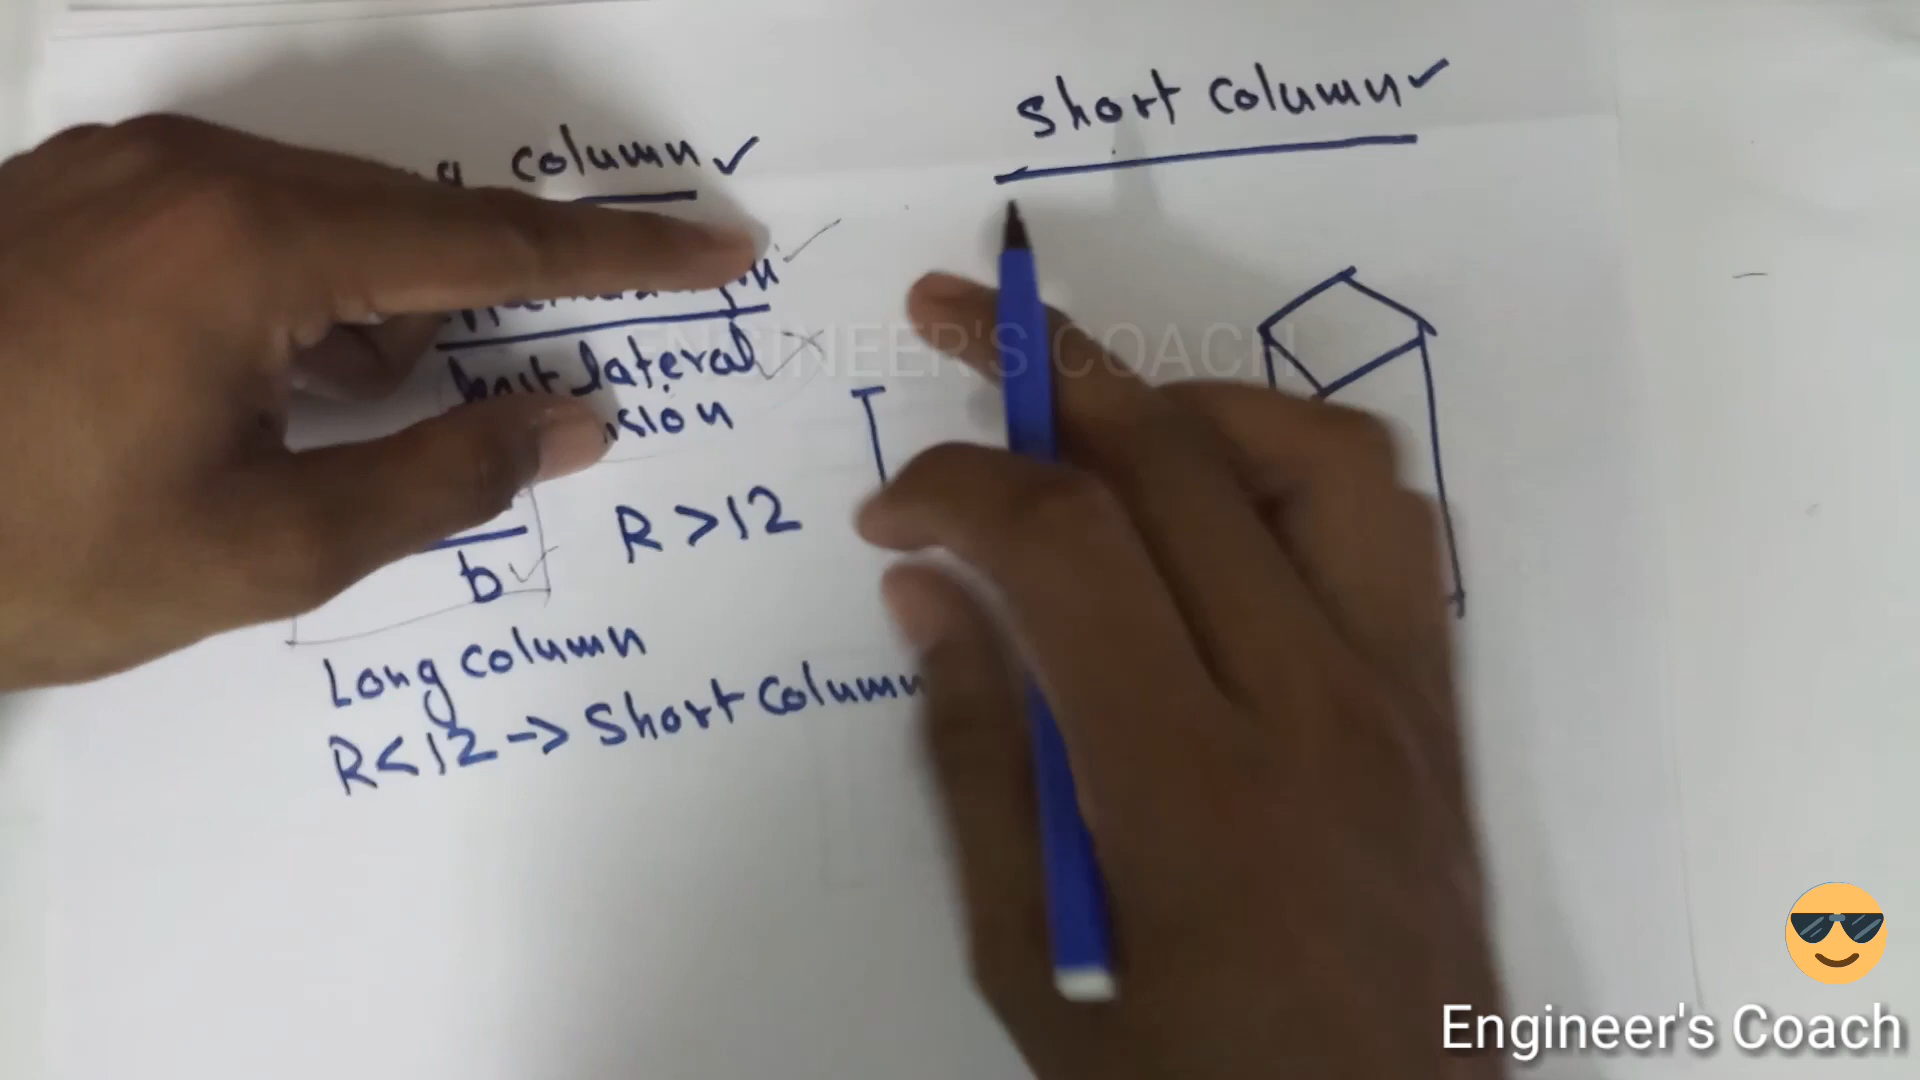 short column
column
lateral
R > 12
b
Long column
R < 12 -> short column
ENGINEER'S COACH
Engineer's Coach